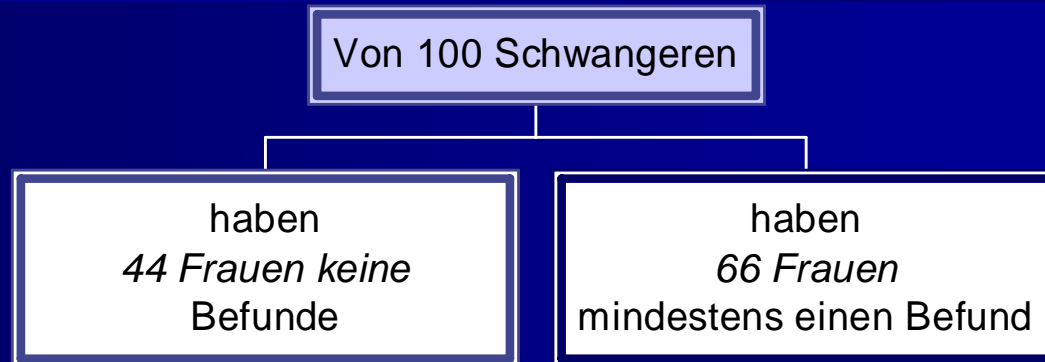 Von 100 Schwangeren
haben
44 Frauen keine
Befunde
haben
66 Frauen
mindestens einen Befund